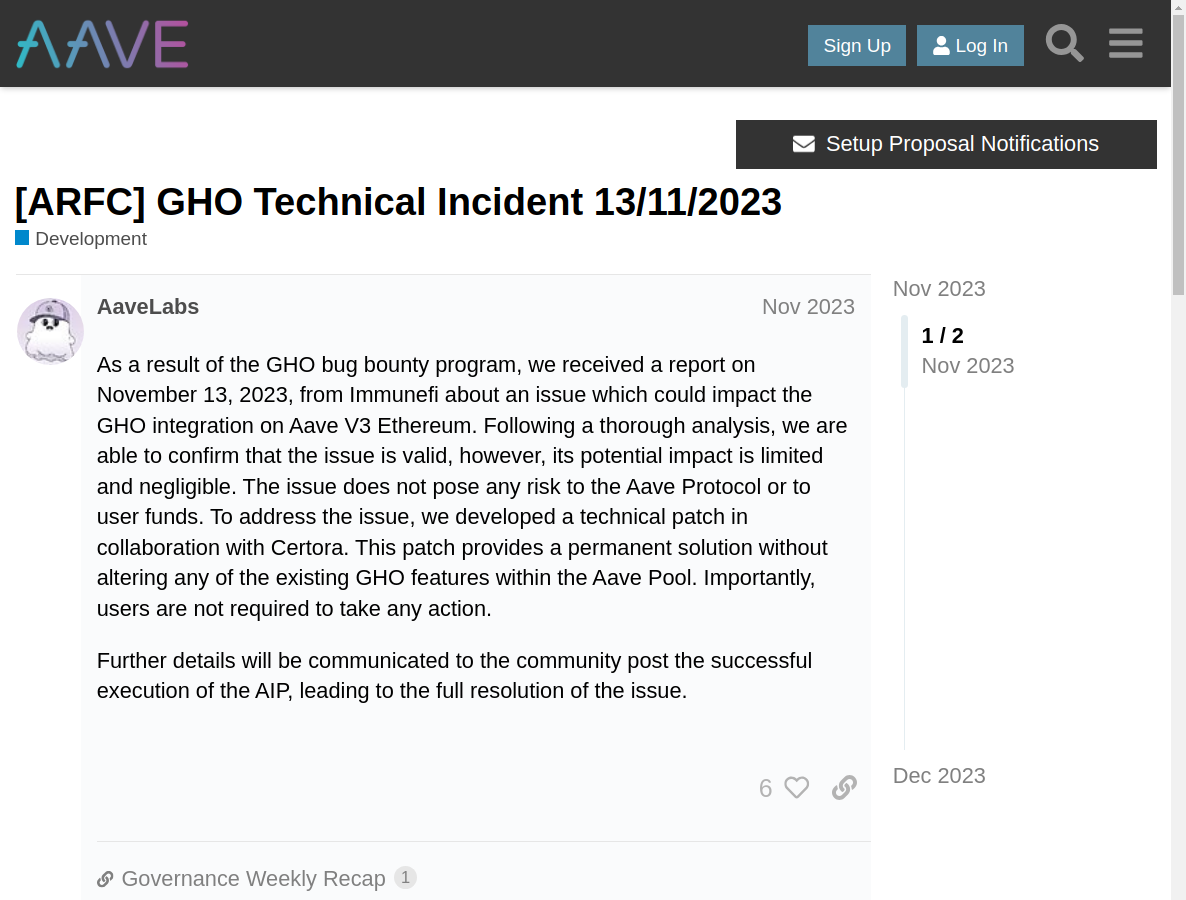 AAVE
Sign Up
Log In
Setup Proposal Notifications
[ARFC] GHO Technical Incident 13/11/2023
Development
AaveLabs
Nov 2023
As a result of the GHO bug bounty program, we received a report on
November 13, 2023, from Immunefi about an issue which could impact the
GHO integration on Aave V3 Ethereum. Following a thorough analysis, we are
able to confirm that the issue is valid, however, its potential impact is limited
and negligible. The issue does not pose any risk to the Aave Protocol or to
user funds. To address the issue, we developed a technical patch in
collaboration with Certora. This patch provides a permanent solution without
altering any of the existing GHO features within the Aave Pool. Importantly,
users are not required to take any action.
Further details will be communicated to the community post the successful
execution of the AIP, leading to the full resolution of the issue.
6
Governance Weekly Recap 1
Nov 2023
1 / 2
Nov 2023
Dec 2023